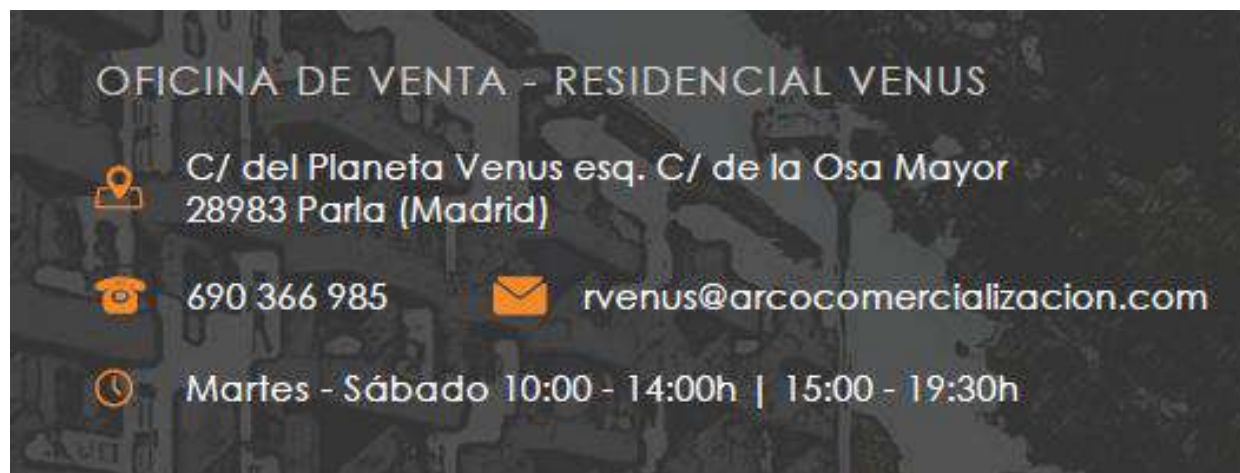 OFICINA DE VENTA - RESIDENCIAL VENUS
C/ del Planeta Venus esq. C/ de la Osa Mayor
28983 Parla (Madrid)
690 366 985 rvenus@arcocomercializacion.com
Martes - Sábado 10:00 - 14:00h | 15:00 - 19:30h